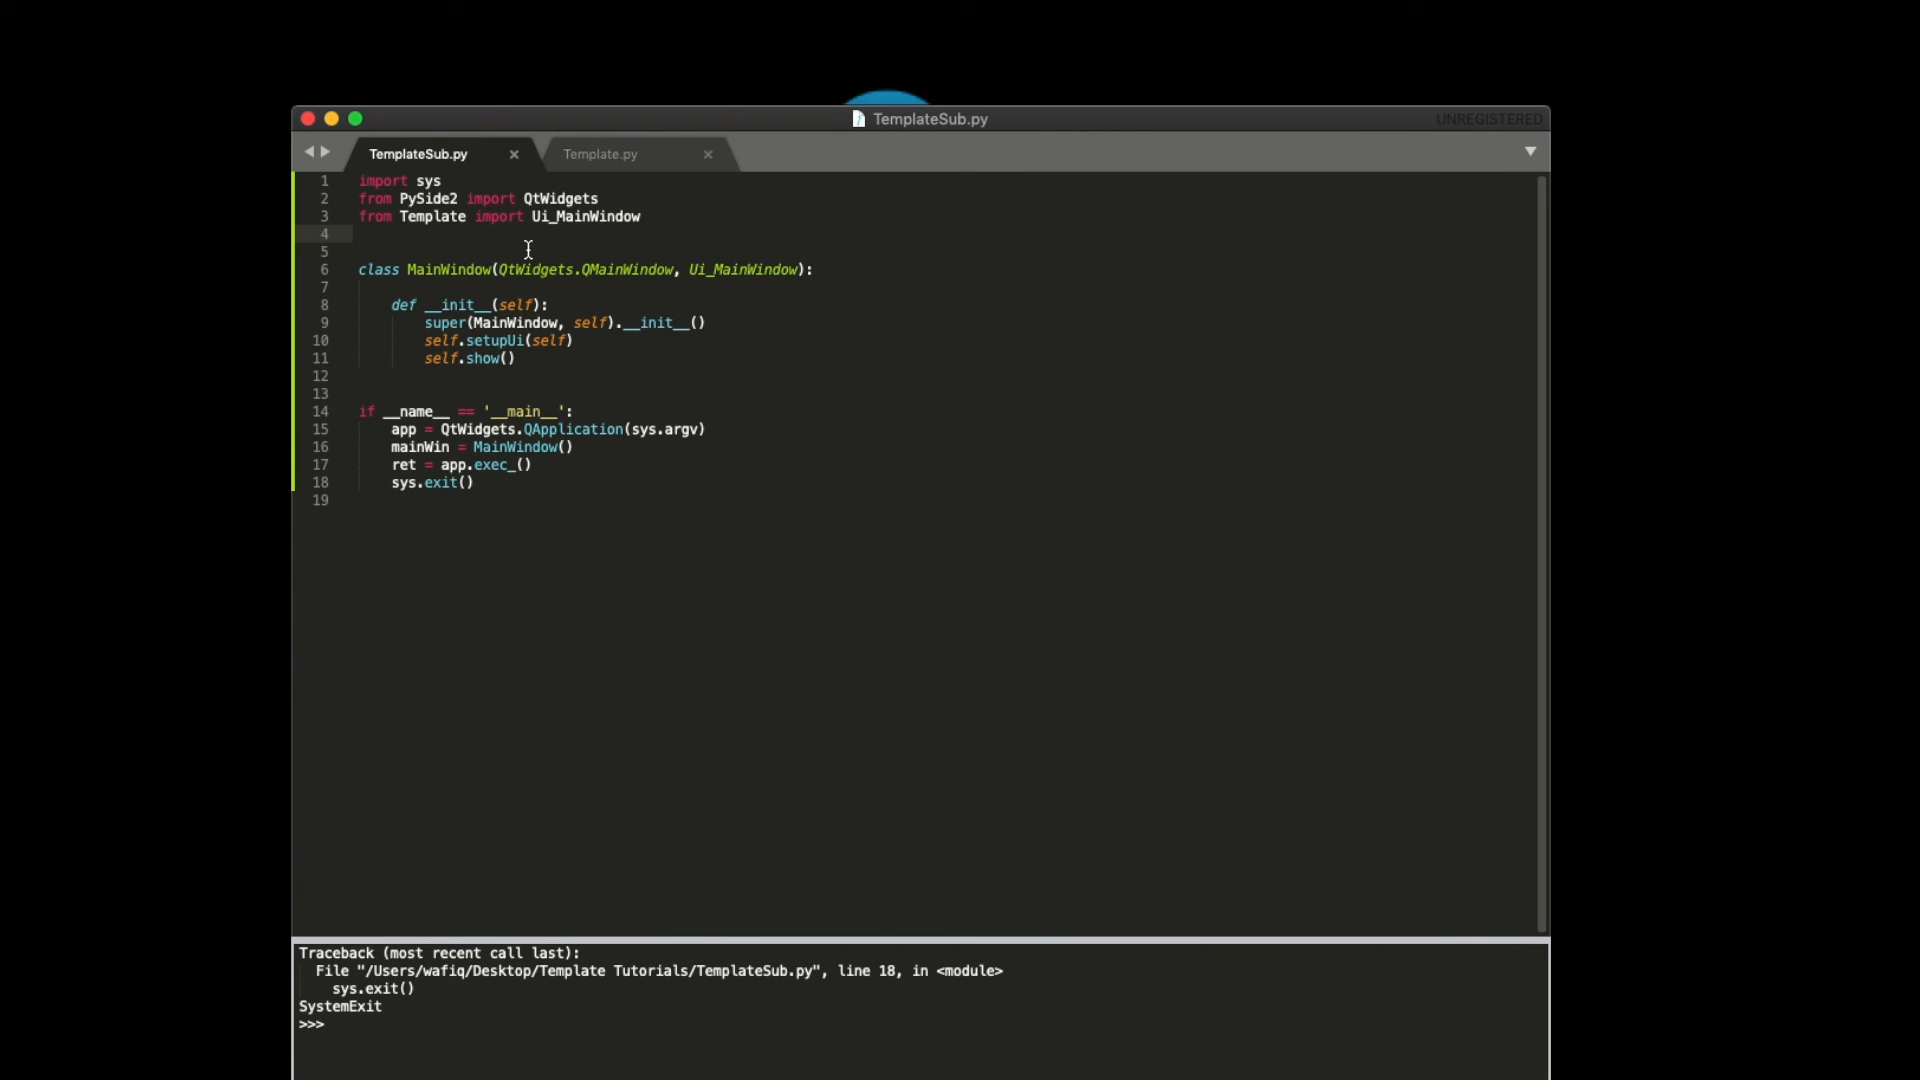 TemplateSub.py
UNREGISTERED
TemplateSub.py
Template.py
1 import sys
2 from PySide2 import QtWidgets
3 from Template import Ui_MainWindow
4
5
6 class MainWindow(QtWidgets.QMainWindow, Ui_MainWindow):
7
8 def __init__(self):
9 super(MainWindow, self).__init__()
10 self.setupUi(self)
11 self.show()
12
13
14 if __name__ == '__main__':
15 app = QtWidgets.QApplication(sys.argv)
16 mainWin = MainWindow()
17 ret = app.exec_()
18 sys.exit()
19
Traceback (most recent call last):
File "/Users/wafiq/Desktop/Template Tutorials/TemplateSub.py", line 18, in <module>
sys.exit()
SystemExit
>>>